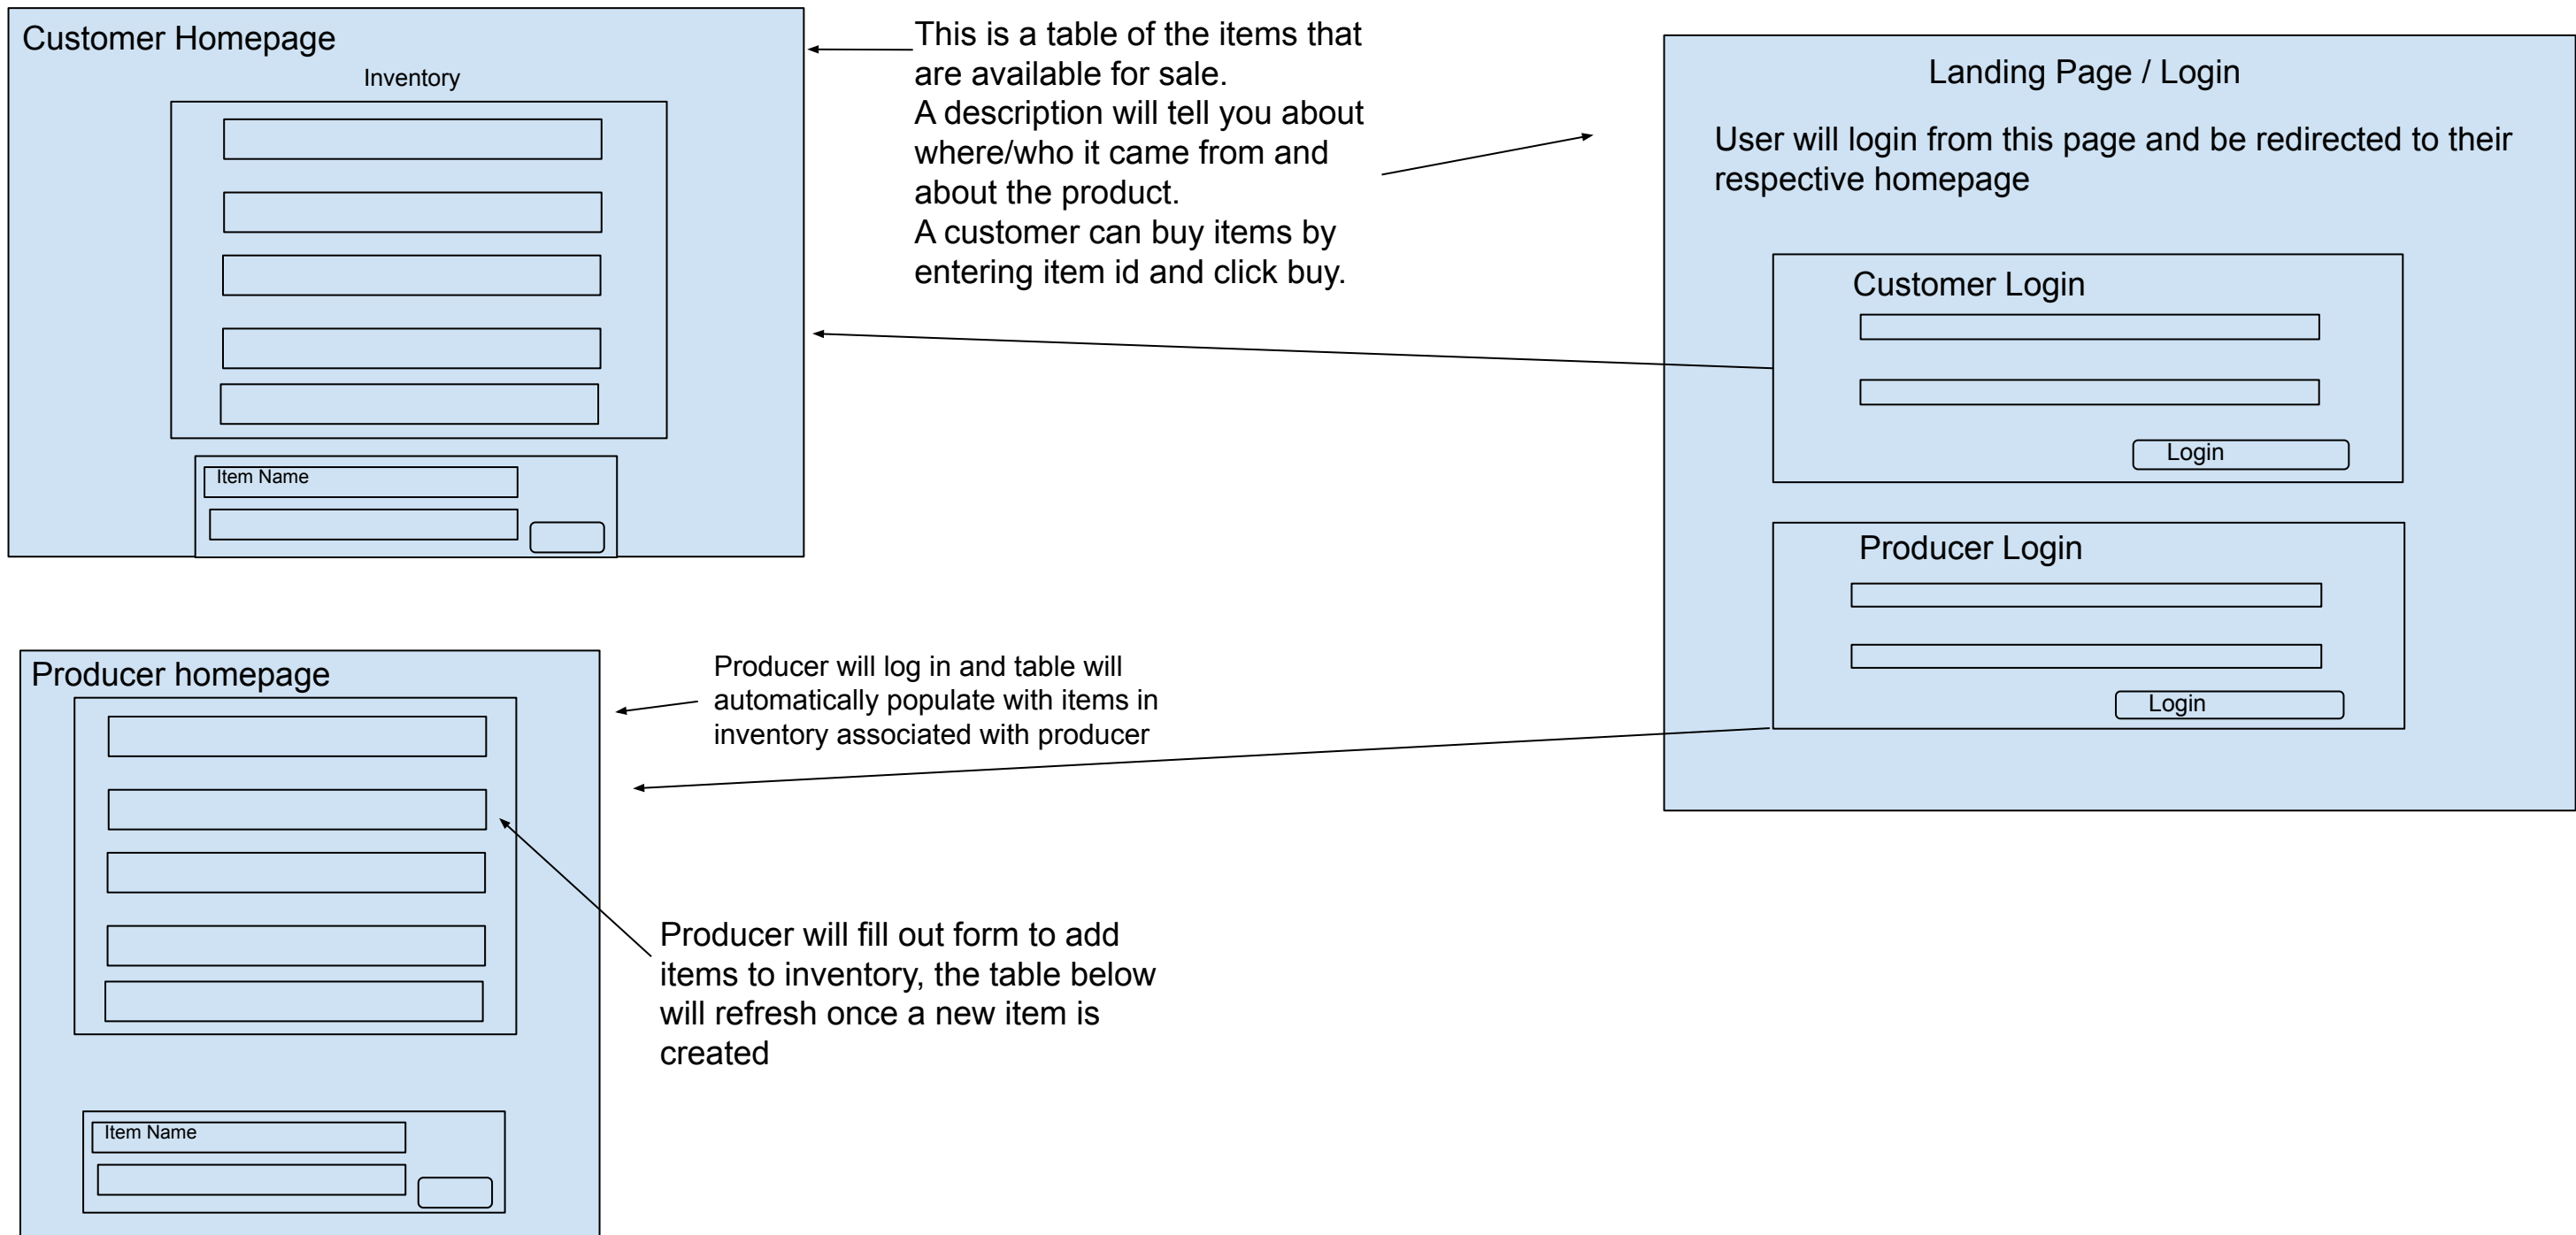 Customer Homepage
Inventory
Item Name
This is a table of the items that
are available for sale.
A description will tell you about
where/who it came from and
about the product.
A customer can buy items by
entering item id and click buy.
Landing Page / Login
User will login from this page and be redirected to their
respective homepage
Customer Login
Login
Producer Login
Login
Producer homepage
Item Name
Producer will log in and table will
automatically populate with items in
inventory associated with producer
Producer will fill out form to add
items to inventory, the table below
will refresh once a new item is
created